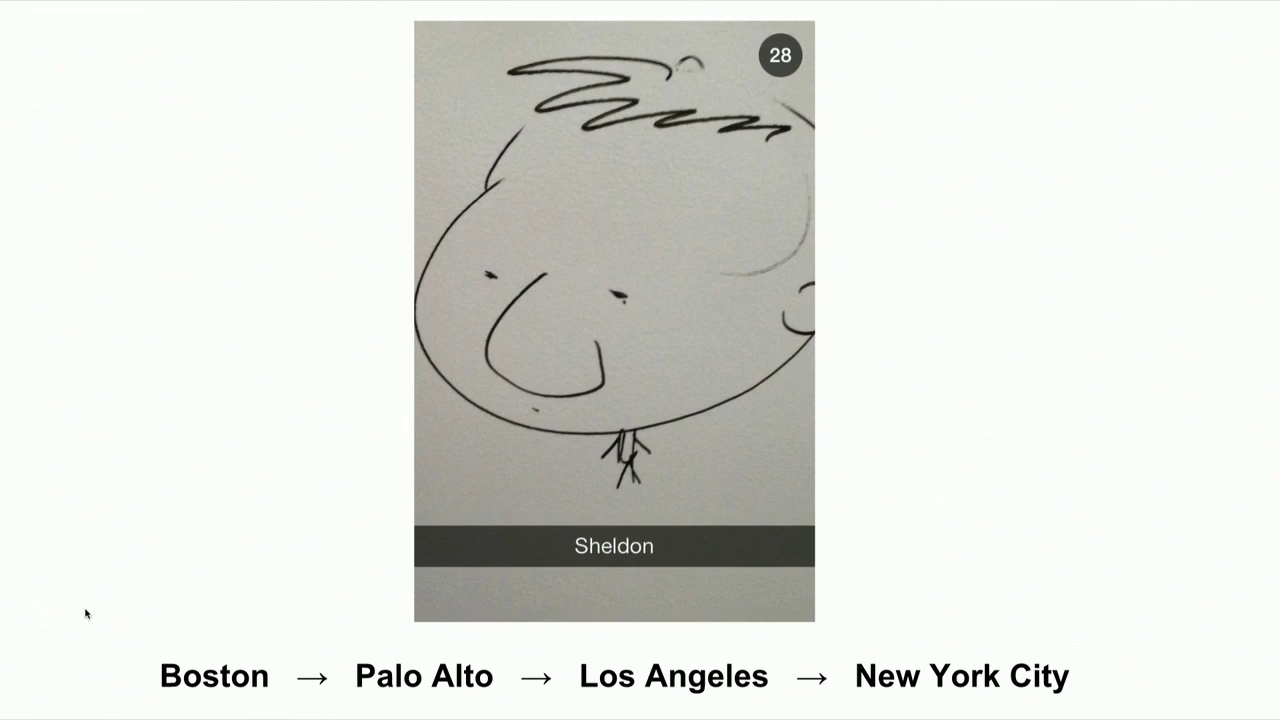 28
Sheldon
Boston → Palo Alto → Los Angeles → New York City